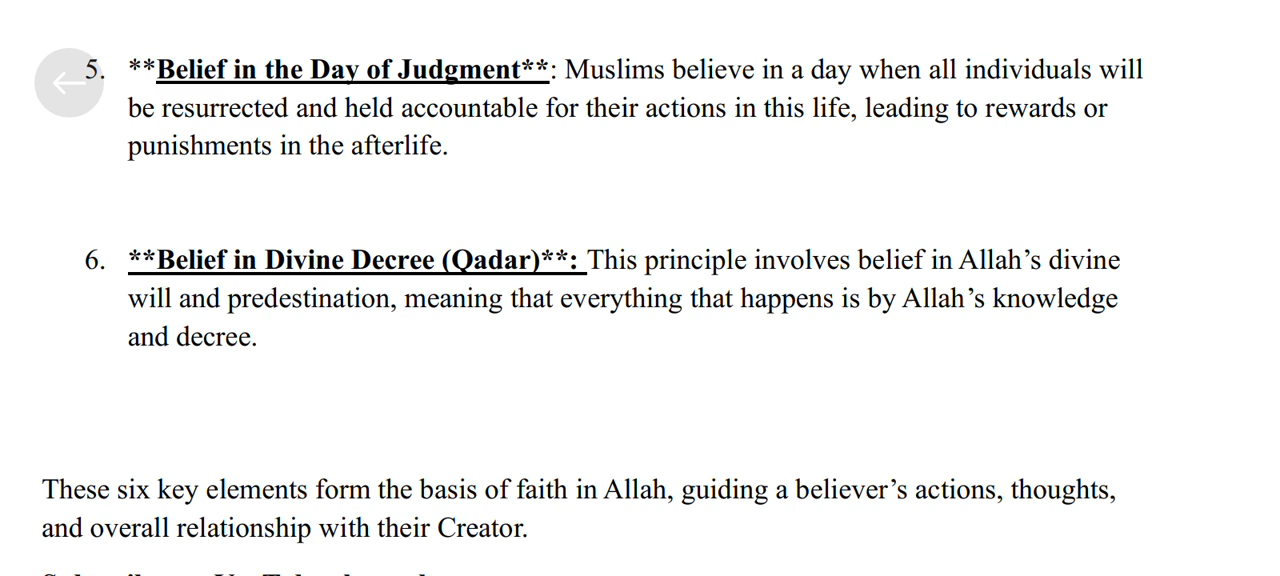 5. **Belief in the Day of Judgment**: Muslims believe in a day when all individuals will
be resurrected and held accountable for their actions in this life, leading to rewards or
punishments in the afterlife.
6. **Belief in Divine Decree (Qadar)**: This principle involves belief in Allah’s divine
will and predestination, meaning that everything that happens is by Allah’s knowledge
and decree.
These six key elements form the basis of faith in Allah, guiding a believer’s actions, thoughts,
and overall relationship with their Creator.